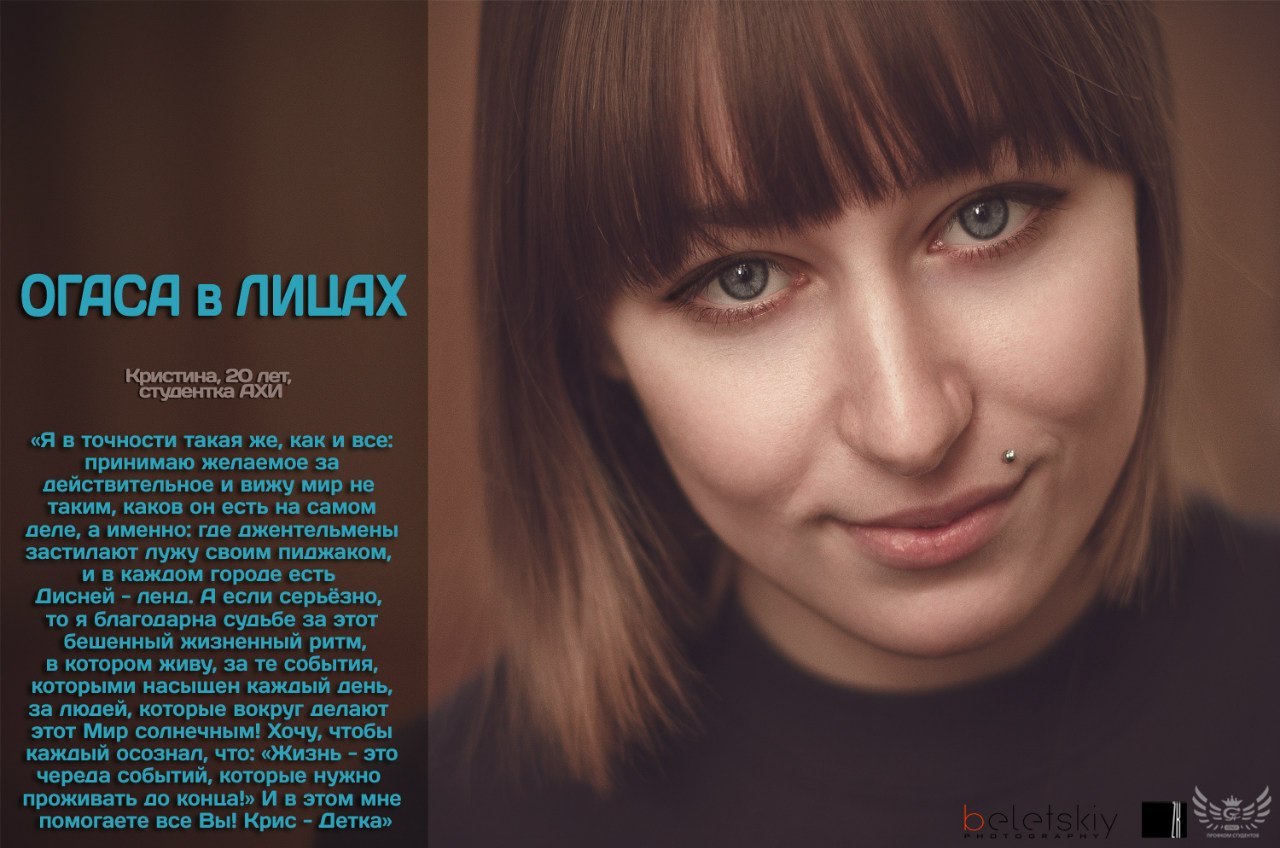 ОГАСА в ЛИЦАХ
Кристина, 20 лет,
студентка АХИ
«Я в точности такая же, как и все:
принимаю желаемое за
действительное и вижу мир не
таким, каков он есть на самом
деле, а именно: где джентельмены
застилают лужу своим пиджаком,
и в каждом городе есть
Дисней - ленд. А если серьёзно,
то я благодарна судьбе за этот
бешенный жизненный ритм,
в котором живу, за те события,
которыми насыщен каждый день,
за людей, которые вокруг делают
этот Мир солнечным! Хочу, чтобы
каждый осознал, что: «Жизнь - это
череда событий, которые нужно
проживать до конца!» И в этом мне
помогаете все Вы! Крис - Детка»
beletskiy
PHOTOGRAPHY
ZK
ПРОФКОМ СТУДЕНТОВ